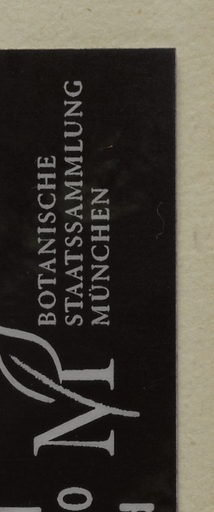 BOTANISCHE
STAATSSAMMLUNG
MÜNCHEN
M